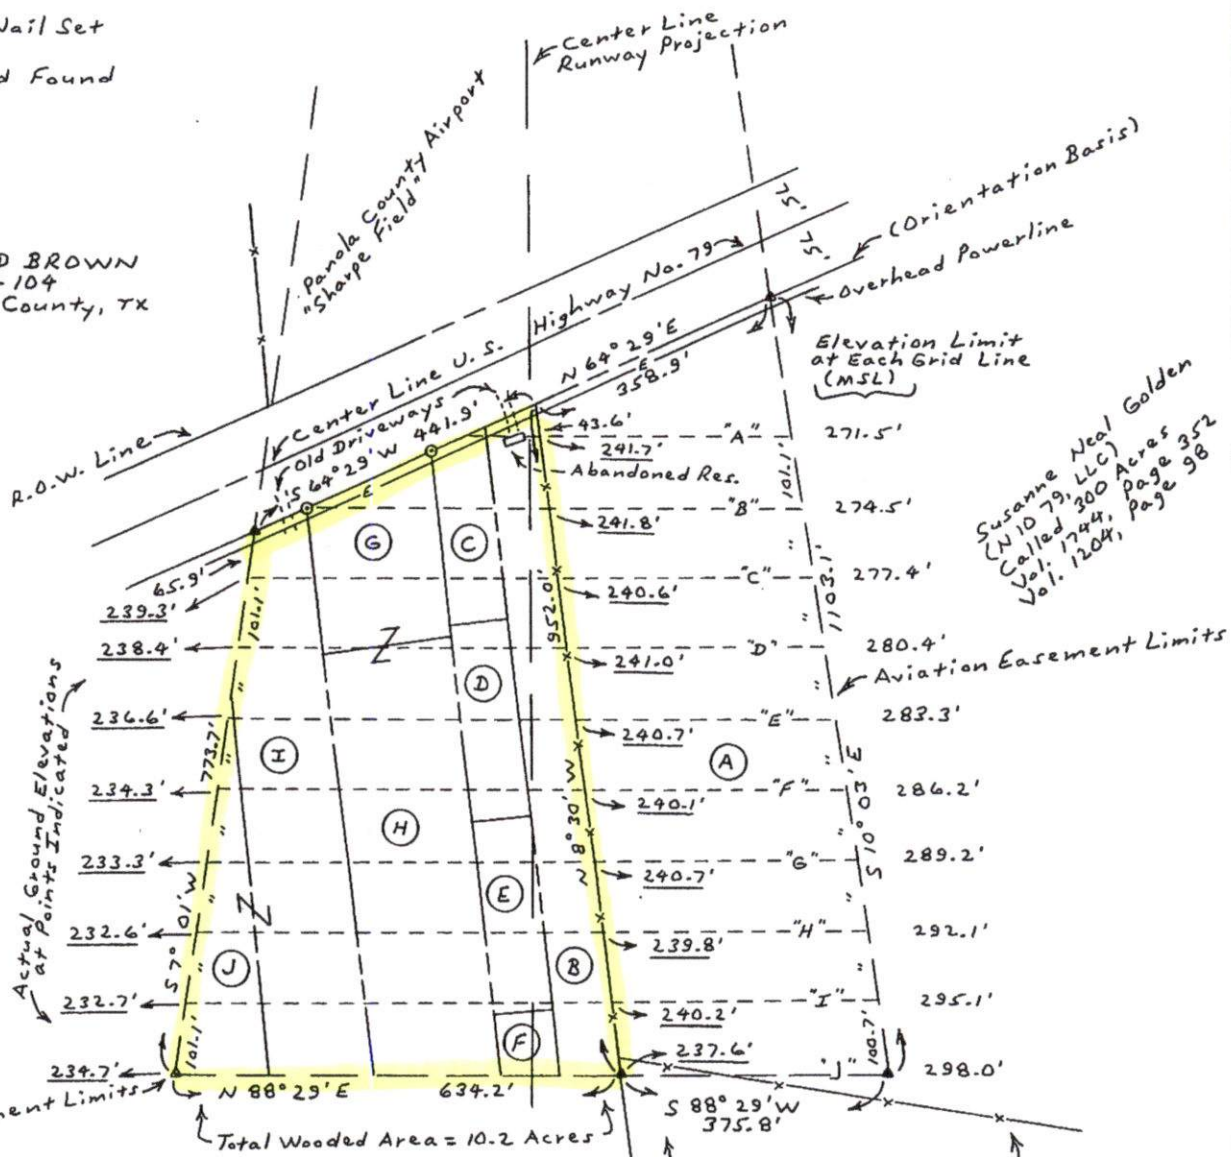 Nail Set
d Found
Center Line
Runway Projection
Panola County Airport
"Sharpe Field"
D BROWN
-104
County, TX
75'
75'
(Orientation Basis)
Overhead Powerline
Highway No. 79
N 64° 29' E
E
358.9'
Elevation Limit
at Each Grid Line
(MSL)
Center Line U.S.
R.O.W. Line
Old Driveways
S 64° 29' W 441.9'
E
43.6'
241.7'
Abandoned Res.
"A"
271.5'
Susanne Neal Golden
(N10 79, LLC)
Called 300 Acres
Vol. 1744, Page 352
Vol. 1204, Page 98
101.1'
"B"
274.5'
241.8'
G
C
65.9'
239.3'
101.1'
"C"
277.4'
240.6'
952.0'
1103.1'
238.4'
Z
"D"
280.4'
241.0'
D
Aviation Easement Limits
236.6'
"E"
283.3'
240.7'
773.7'
I
A
234.3'
"F"
286.2'
240.1'
H
N 8° 30' W
S 10° 03' E
233.3'
"G"
289.2'
240.7'
E
Actual Ground Elevations
at Points Indicated
S 7° 01' W
232.6'
"H"
292.1'
239.8'
Z
J
B
232.7'
"I"
295.1'
240.2'
F
101.1'
100.7'
237.6'
234.7'
"J"
298.0'
ment Limits
N 88° 29' E 634.2'
S 88° 29' W
375.8'
Total Wooded Area = 10.2 Acres